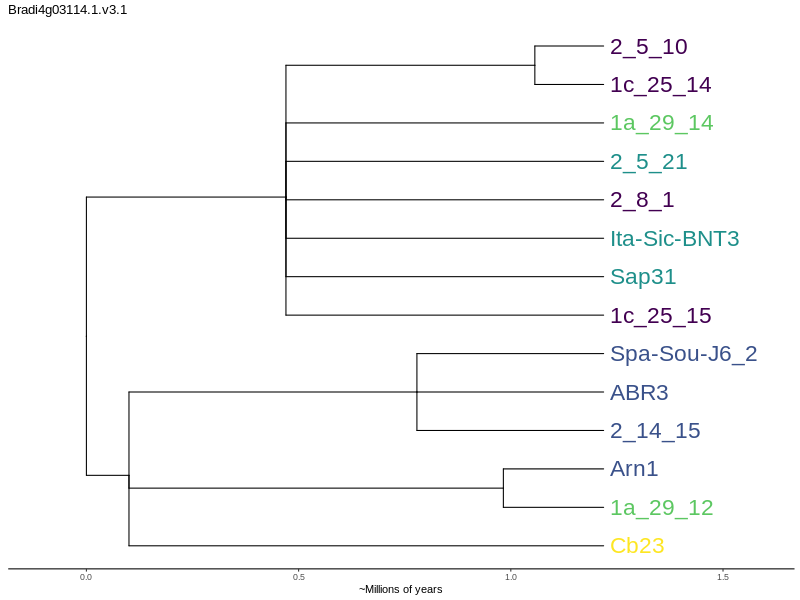 Bradi4g03114.1.v3.1
2_5_10
1c_25_14
1a_29_14
2_5_21
2_8_1
Ita-Sic-BNT3
Sap31
1c_25_15
Spa-Sou-J6_2
ABR3
2_14_15
Arn1
1a_29_12
Cb23
0.0 0.5 1.0 1.5
~Millions of years